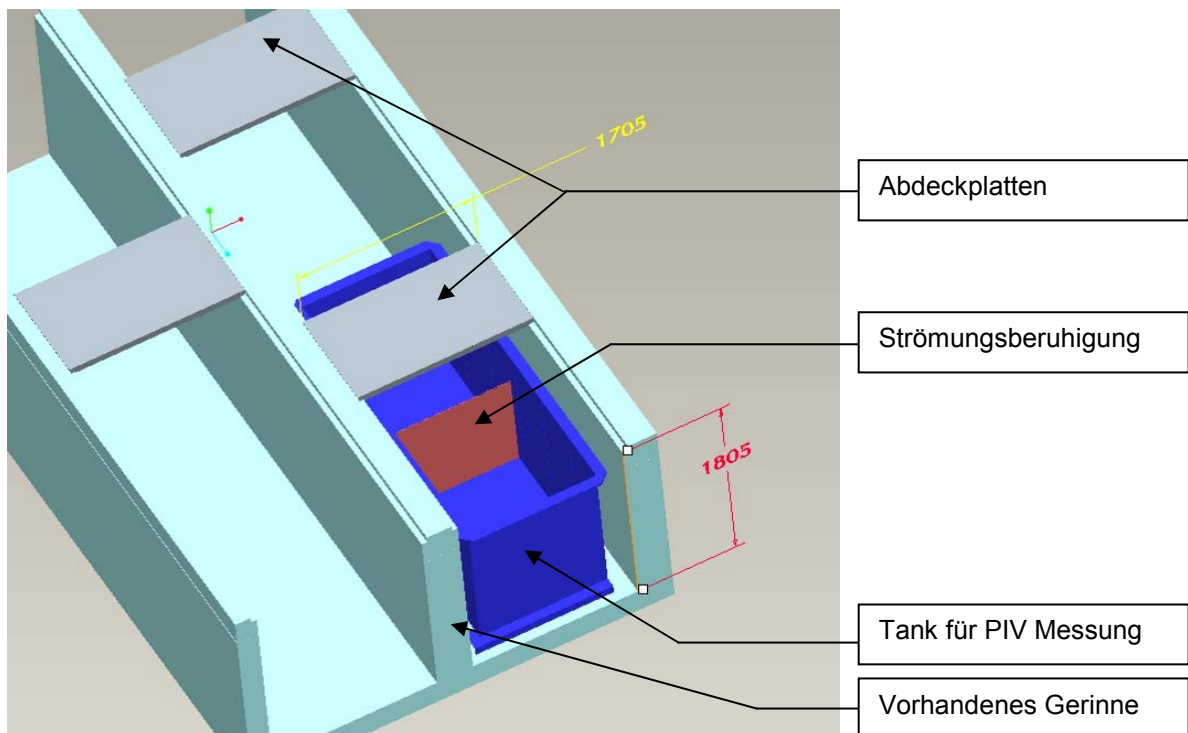 1705
Abdeckplatten
Strömungsberuhigung
1805
Tank für PIV Messung
Vorhandenes Gerinne